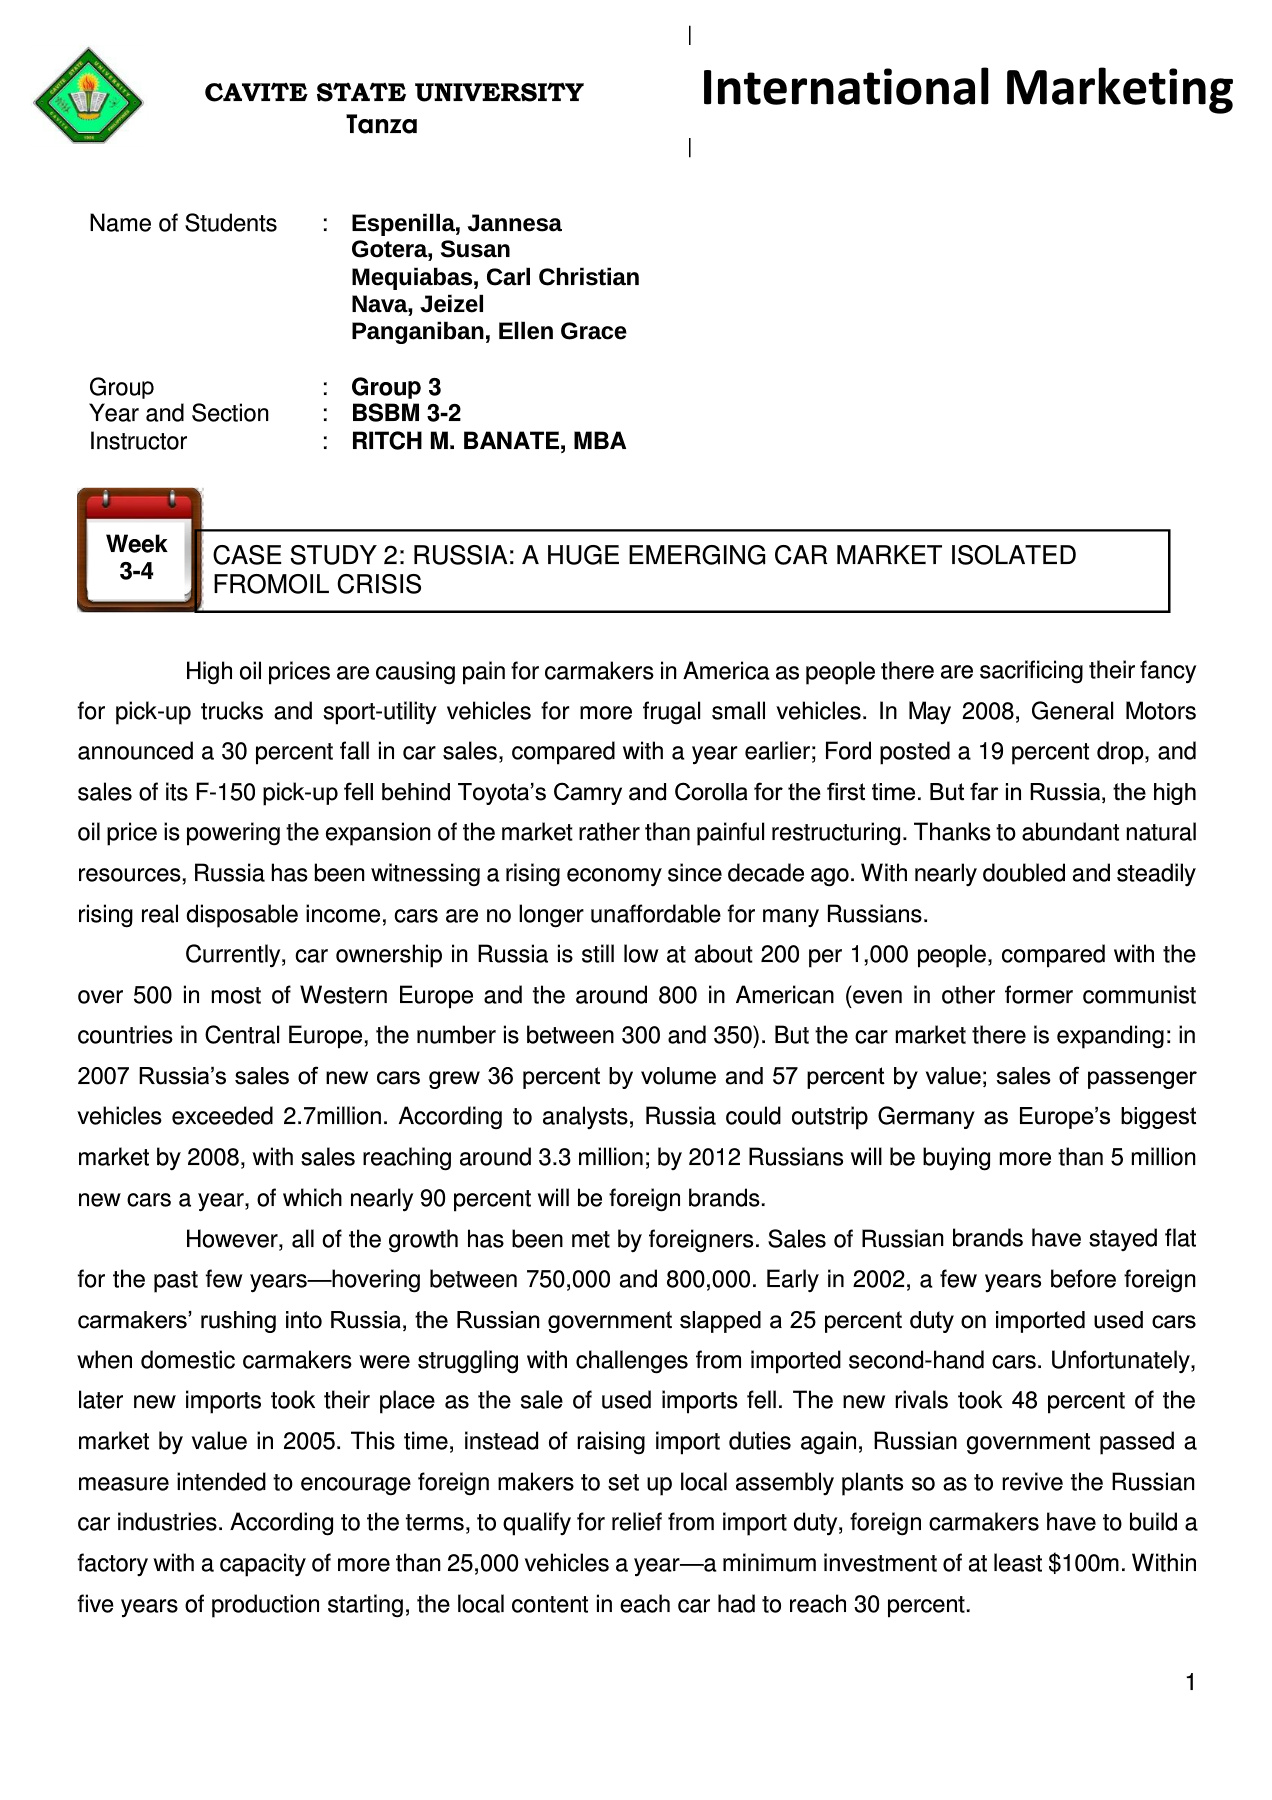 CAVITE STATE UNIVERSITY
Tanza
International Marketing
Name of Students : Espenilla, Jannesa
Gotera, Susan
Mequiabas, Carl Christian
Nava, Jeizel
Panganiban, Ellen Grace
Group : Group 3
Year and Section : BSBM 3-2
Instructor : RITCH M. BANATE, MBA
Week
3-4
CASE STUDY 2: RUSSIA: A HUGE EMERGING CAR MARKET ISOLATED
FROMOIL CRISIS
High oil prices are causing pain for carmakers in America as people there are sacrificing their fancy
for pick-up trucks and sport-utility vehicles for more frugal small vehicles. In May 2008, General Motors
announced a 30 percent fall in car sales, compared with a year earlier; Ford posted a 19 percent drop, and
sales of its F-150 pick-up fell behind Toyota’s Camry and Corolla for the first time. But far in Russia, the high
oil price is powering the expansion of the market rather than painful restructuring. Thanks to abundant natural
resources, Russia has been witnessing a rising economy since decade ago. With nearly doubled and steadily
rising real disposable income, cars are no longer unaffordable for many Russians.
Currently, car ownership in Russia is still low at about 200 per 1,000 people, compared with the
over 500 in most of Western Europe and the around 800 in American (even in other former communist
countries in Central Europe, the number is between 300 and 350). But the car market there is expanding: in
2007 Russia’s sales of new cars grew 36 percent by volume and 57 percent by value; sales of passenger
vehicles exceeded 2.7million. According to analysts, Russia could outstrip Germany as Europe’s biggest
market by 2008, with sales reaching around 3.3 million; by 2012 Russians will be buying more than 5 million
new cars a year, of which nearly 90 percent will be foreign brands.
However, all of the growth has been met by foreigners. Sales of Russian brands have stayed flat
for the past few years—hovering between 750,000 and 800,000. Early in 2002, a few years before foreign
carmakers’ rushing into Russia, the Russian government slapped a 25 percent duty on imported used cars
when domestic carmakers were struggling with challenges from imported second-hand cars. Unfortunately,
later new imports took their place as the sale of used imports fell. The new rivals took 48 percent of the
market by value in 2005. This time, instead of raising import duties again, Russian government passed a
measure intended to encourage foreign makers to set up local assembly plants so as to revive the Russian
car industries. According to the terms, to qualify for relief from import duty, foreign carmakers have to build a
factory with a capacity of more than 25,000 vehicles a year—a minimum investment of at least $100m. Within
five years of production starting, the local content in each car had to reach 30 percent.
1